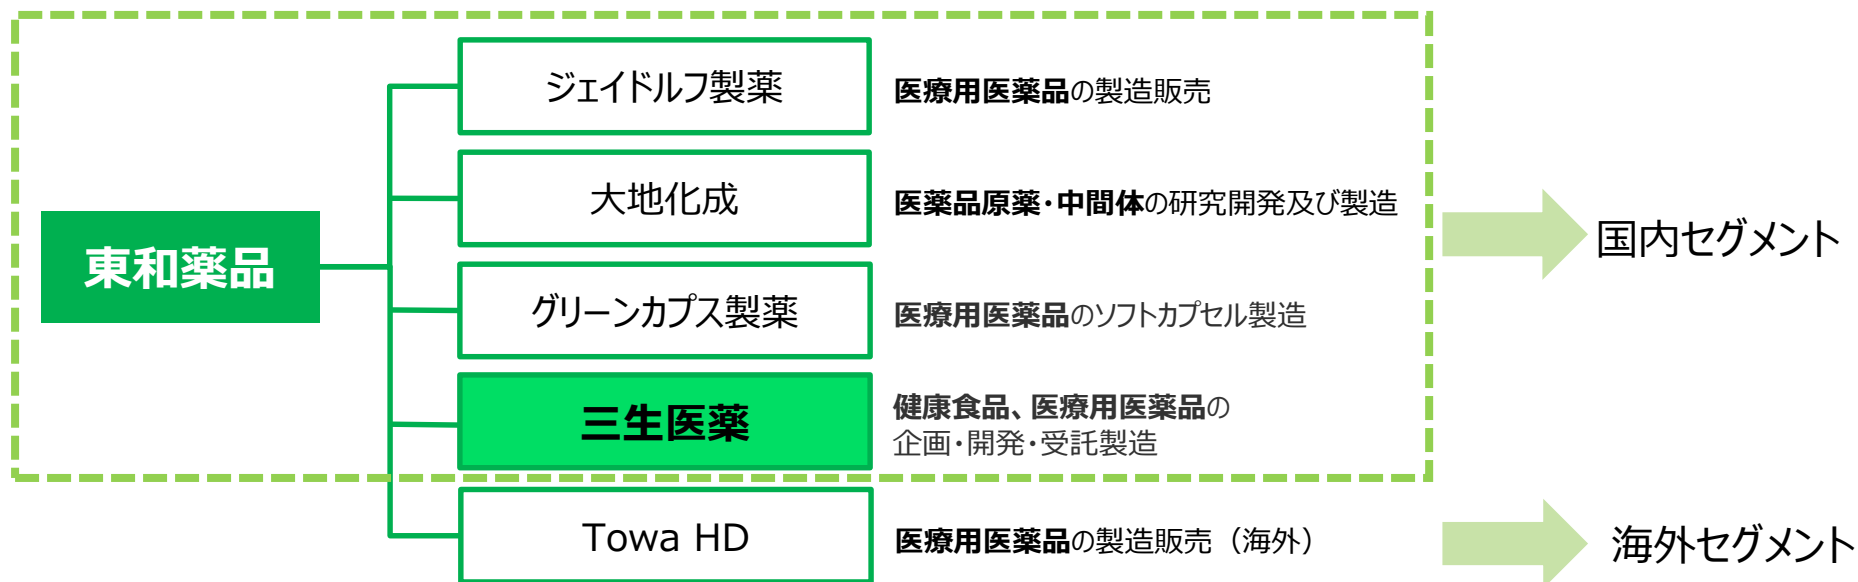 東和薬品
ジェイドルフ製薬
医療用医薬品の製造販売
大地化成
医薬品原薬・中間体の研究開発及び製造
グリーンカプス製薬
医療用医薬品のソフトカプセル製造
三生医薬
健康食品、医療用医薬品の
企画・開発・受託製造
国内セグメント
Towa HD
医療用医薬品の製造販売（海外）
海外セグメント